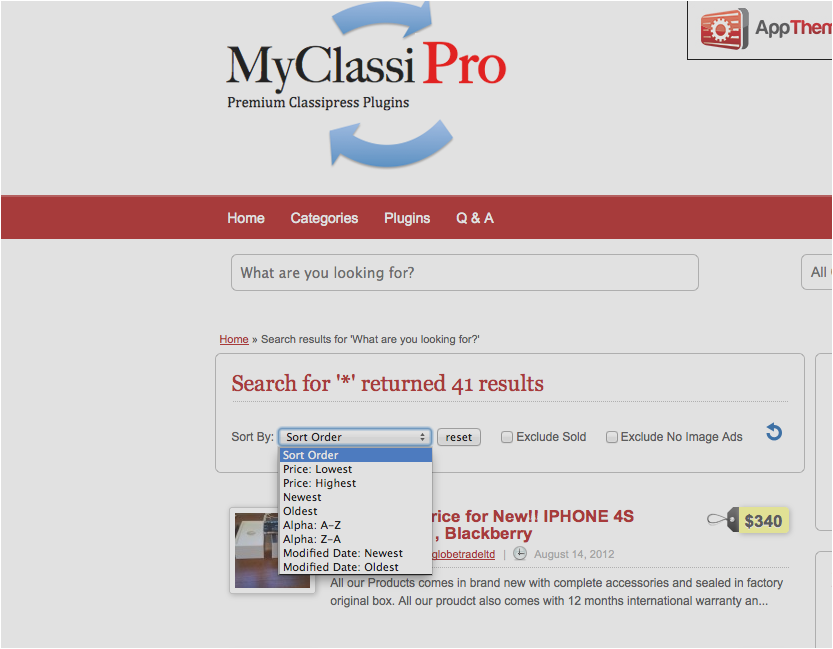 MyClassi Pro
Premium Classipress Plugins
AppThem
Home Categories Plugins Q & A
What are you looking for?
All
Home » Search results for 'What are you looking for?'
Search for '*' returned 41 results
Sort By: Sort Order reset Exclude Sold Exclude No Image Ads
Sort Order
Price: Lowest
Price: Highest
Newest
Oldest
Alpha: A-Z
Alpha: Z-A
Modified Date: Newest
Modified Date: Oldest
rice for New!! IPHONE 4S
, Blackberry
$340
globetradeltd | August 14, 2012
All our Products comes in brand new with complete accessories and sealed in factory
original box. All our proudct also comes with 12 months international warranty an...